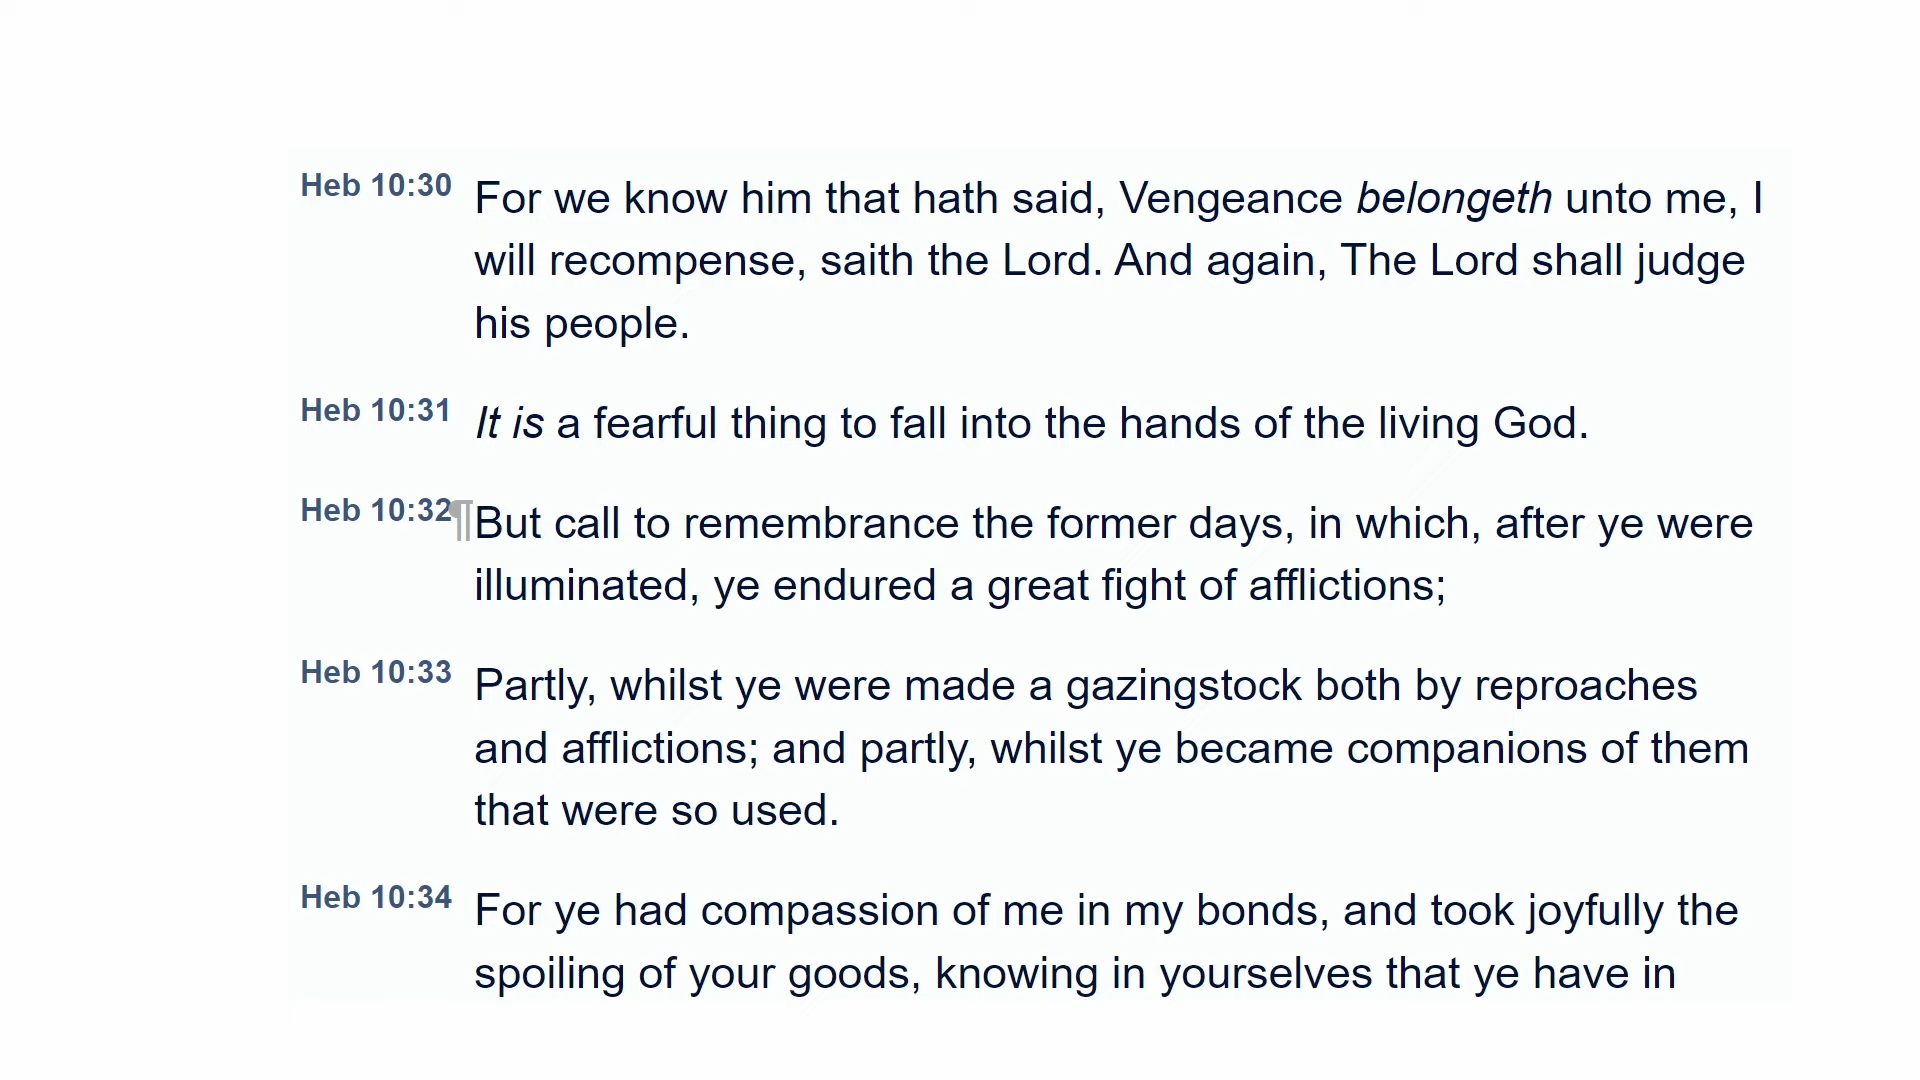 Heb 10:30 For we know him that hath said, Vengeance belongeth unto me, I
will recompense, saith the Lord. And again, The Lord shall judge
his people.
Heb 10:31 It is a fearful thing to fall into the hands of the living God.
Heb 10:32 ¶ But call to remembrance the former days, in which, after ye were
illuminated, ye endured a great fight of afflictions;
Heb 10:33 Partly, whilst ye were made a gazingstock both by reproaches
and afflictions; and partly, whilst ye became companions of them
that were so used.
Heb 10:34 For ye had compassion of me in my bonds, and took joyfully the
spoiling of your goods, knowing in yourselves that ye have in